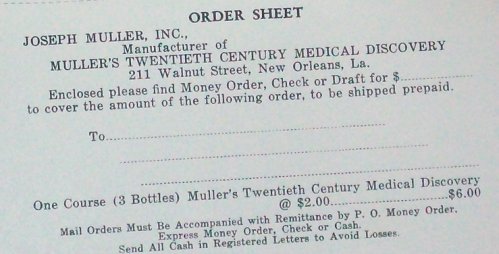 ORDER SHEET
JOSEPH MULLER, INC.,
Manufacturer of
MULLER'S TWENTIETH CENTURY MEDICAL DISCOVERY
211 Walnut Street, New Orleans, La.
Enclosed please find Money Order, Check or Draft for $....................
to cover the amount of the following order, to be shipped prepaid.
To............................................................
............................................................
............................................................
One Course (3 Bottles) Muller's Twentieth Century Medical Discovery
@ $2.00..............................$6.00
Mail Orders Must Be Accompanied with Remittance by P. O. Money Order,
Express Money Order, Check or Cash.
Send All Cash in Registered Letters to Avoid Losses.